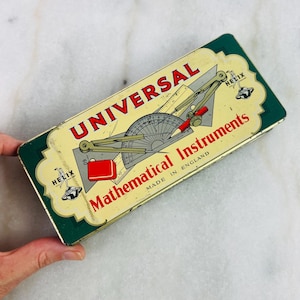 UNIVERSAL
HELIX
HELIX
Mathematical Instruments
MADE IN ENGLAND